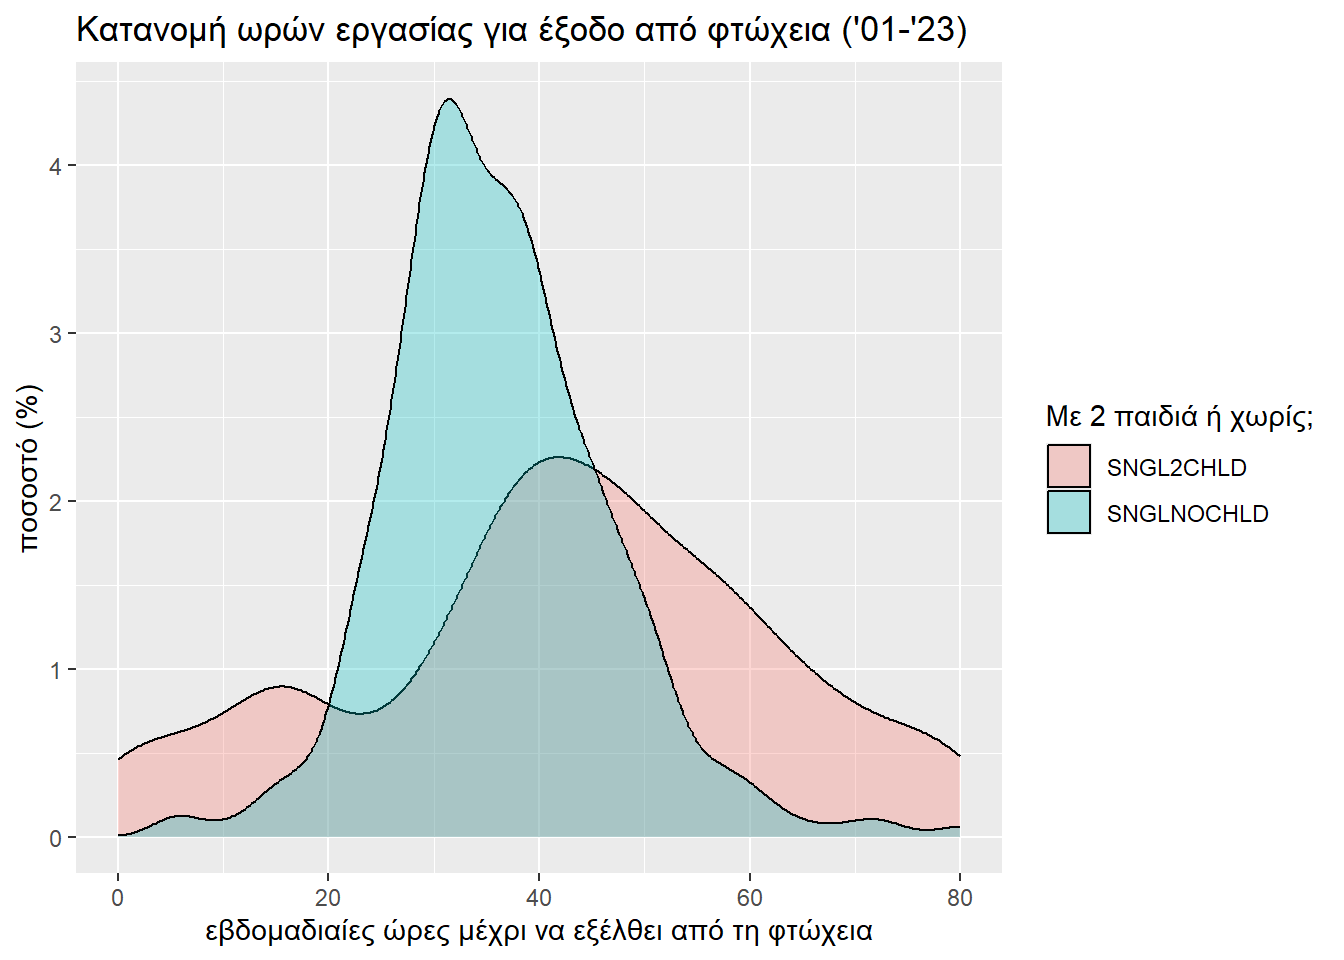 Κατανομή ωρών εργασίας για έξοδο από φτώχεια ('01-'23)
ποσοστό (%)
4
3
2
1
0
0 20 40 60 80
εβδομαδιαίες ώρες μέχρι να εξέλθει από τη φτώχεια
Με 2 παιδιά ή χωρίς;
SNGL2CHLD
SNGLNOCHLD